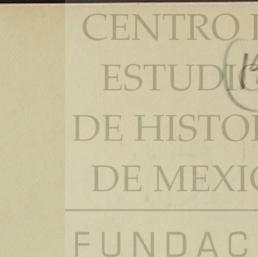 CENTRO
ESTUDI
DE HISTO
DE MEXIC
FUNDAC